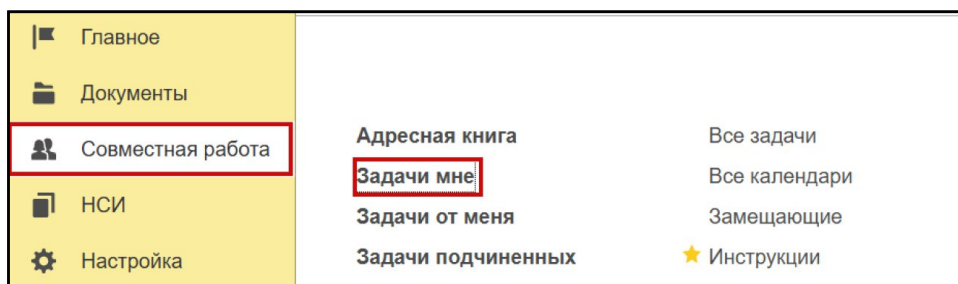 Главное
Документы
Совместная работа
НСИ
Настройка
Адресная книга
Задачи мне
Задачи от меня
Задачи подчиненных
Все задачи
Все календари
Замещающие
Инструкции